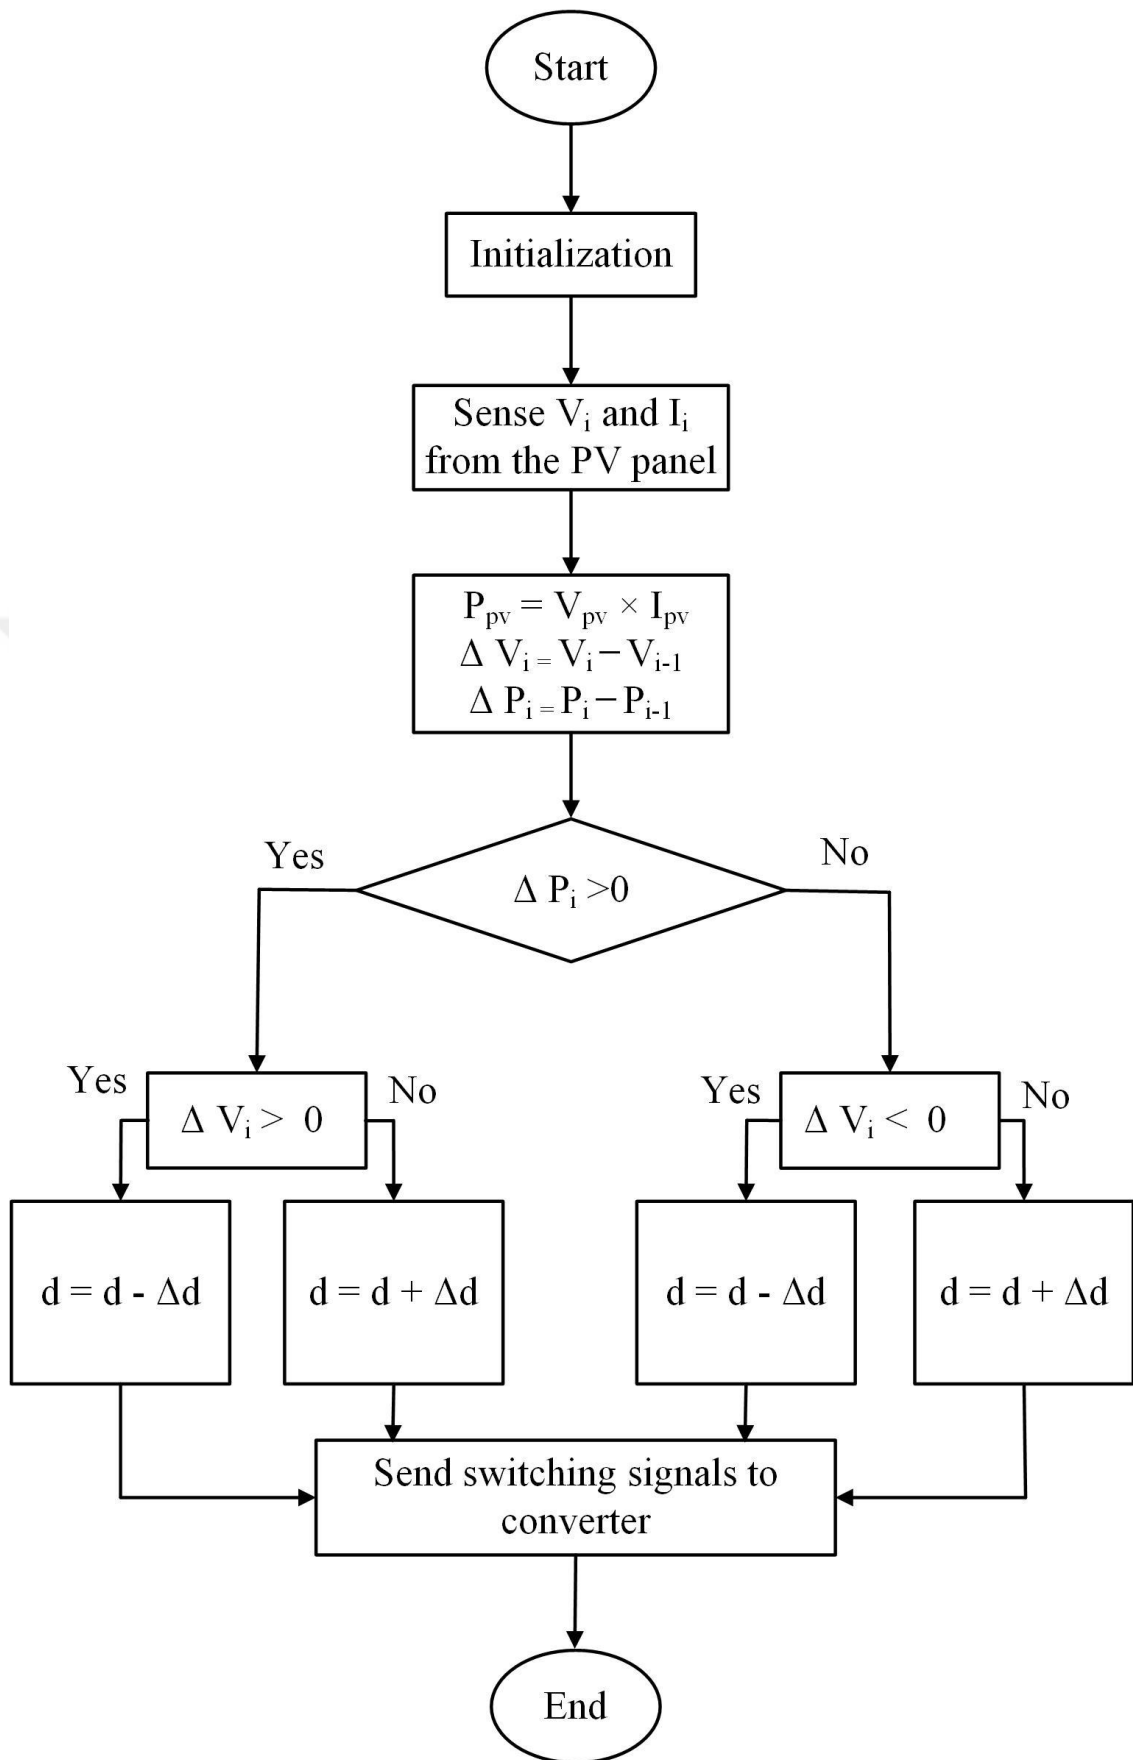 Start
Initialization
Sense Vᵢ and Iᵢ
from the PV panel
Pₚᵥ = Vₚᵥ × Iₚᵥ
Δ Vᵢ = Vᵢ − Vᵢ₋₁
Δ Pᵢ = Pᵢ − Pᵢ₋₁
Yes
Δ Pᵢ >0
No
Yes
Δ Vᵢ > 0
No
Yes
Δ Vᵢ < 0
No
d = d - Δd
d = d + Δd
d = d - Δd
d = d + Δd
Send switching signals to
converter
End